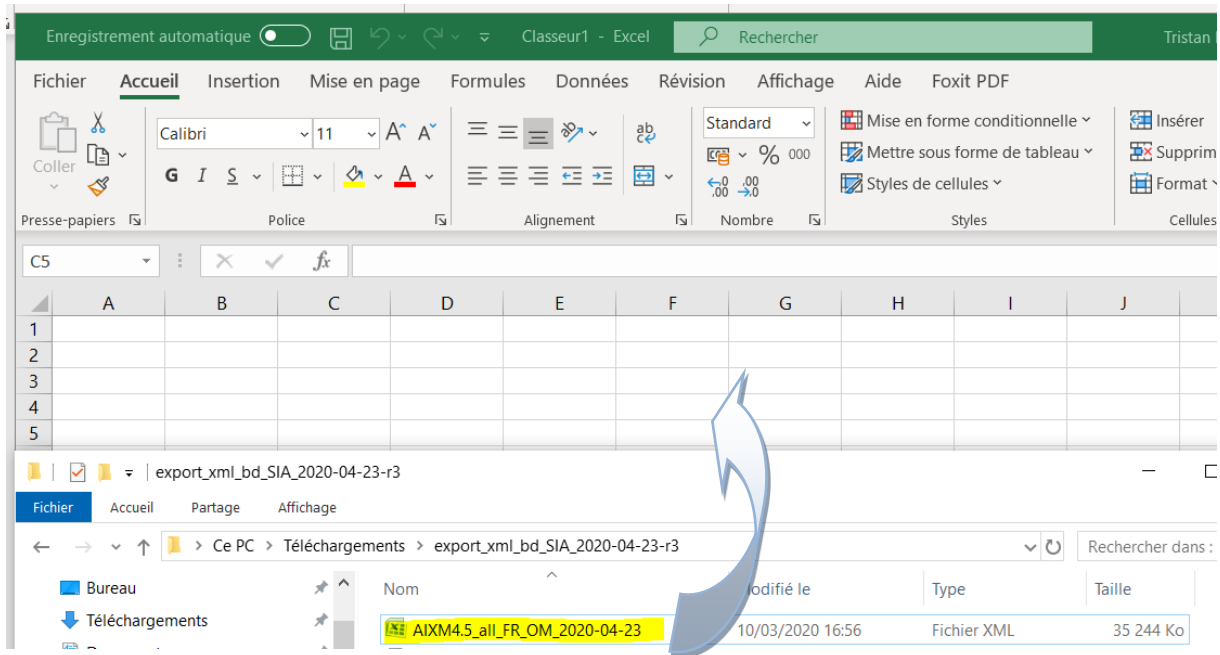 Enregistrement automatique Classeur1 - Excel Rechercher Tristan
Fichier Accueil Insertion Mise en page Formules Données Révision Affichage Aide Foxit PDF
Coller Calibri 11 A^ A˅ ab c Standard Mise en forme conditionnelle Insérer
% 000 Mettre sous forme de tableau Supprim
G I S A ,00 ,0 Styles de cellules Format
Presse-papiers Police Alignement Nombre Styles Cellules
C5 fx
A B C D E F G H I J
1
2
3
4
5
export_xml_bd_SIA_2020-04-23-r3
Fichier Accueil Partage Affichage
Ce PC > Téléchargements > export_xml_bd_SIA_2020-04-23-r3 Rechercher dans :
Bureau Nom odifié le Type Taille
Téléchargements AIXM4.5_all_FR_OM_2020-04-23 10/03/2020 16:56 Fichier XML 35 244 Ko